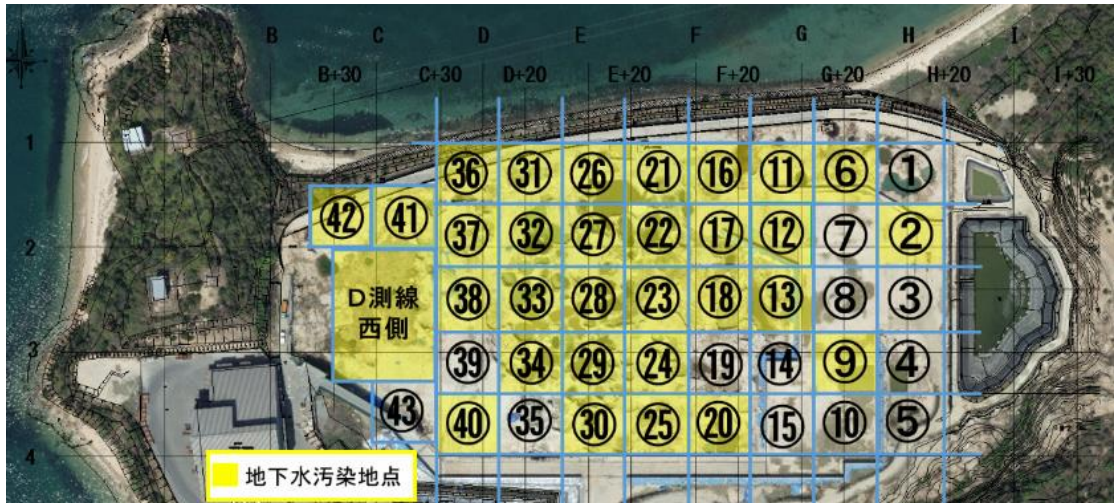 A B C D E F G H I
B+30 C+30 D+20 E+20 F+20 G+20 H+20 I+30
1 ㊱ ㉛ ㉖ ㉑ ⑯ ⑪ ⑥ ①
㊷ ㊶
㊲ ㉜ ㉗ ㉒ ⑰ ⑫ ⑦ ②
2
D測線
西側
㊳ ㉝ ㉘ ㉓ ⑱ ⑬ ⑧ ③
3 ㊴ ㉞ ㉙ ㉔ ⑲ ⑭ ⑨ ④
㊸ ㊵ ㉟ ㉚ ㉕ ⑳ ⑮ ⑩ ⑤
4
地下水汚染地点